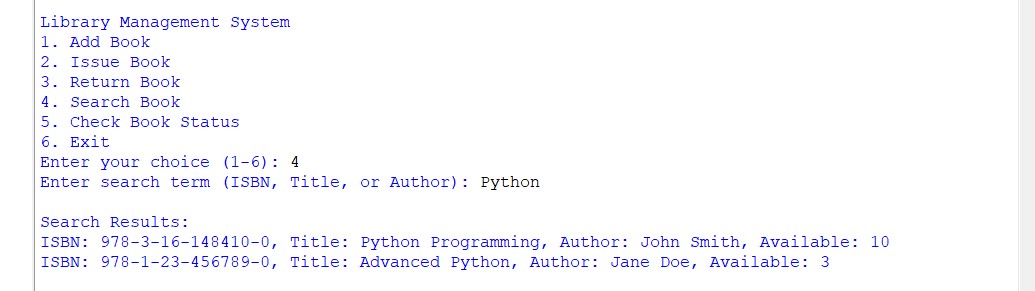 Library Management System
1. Add Book
2. Issue Book
3. Return Book
4. Search Book
5. Check Book Status
6. Exit
Enter your choice (1-6): 4
Enter search term (ISBN, Title, or Author): Python
Search Results:
ISBN: 978-3-16-148410-0, Title: Python Programming, Author: John Smith, Available: 10
ISBN: 978-1-23-456789-0, Title: Advanced Python, Author: Jane Doe, Available: 3